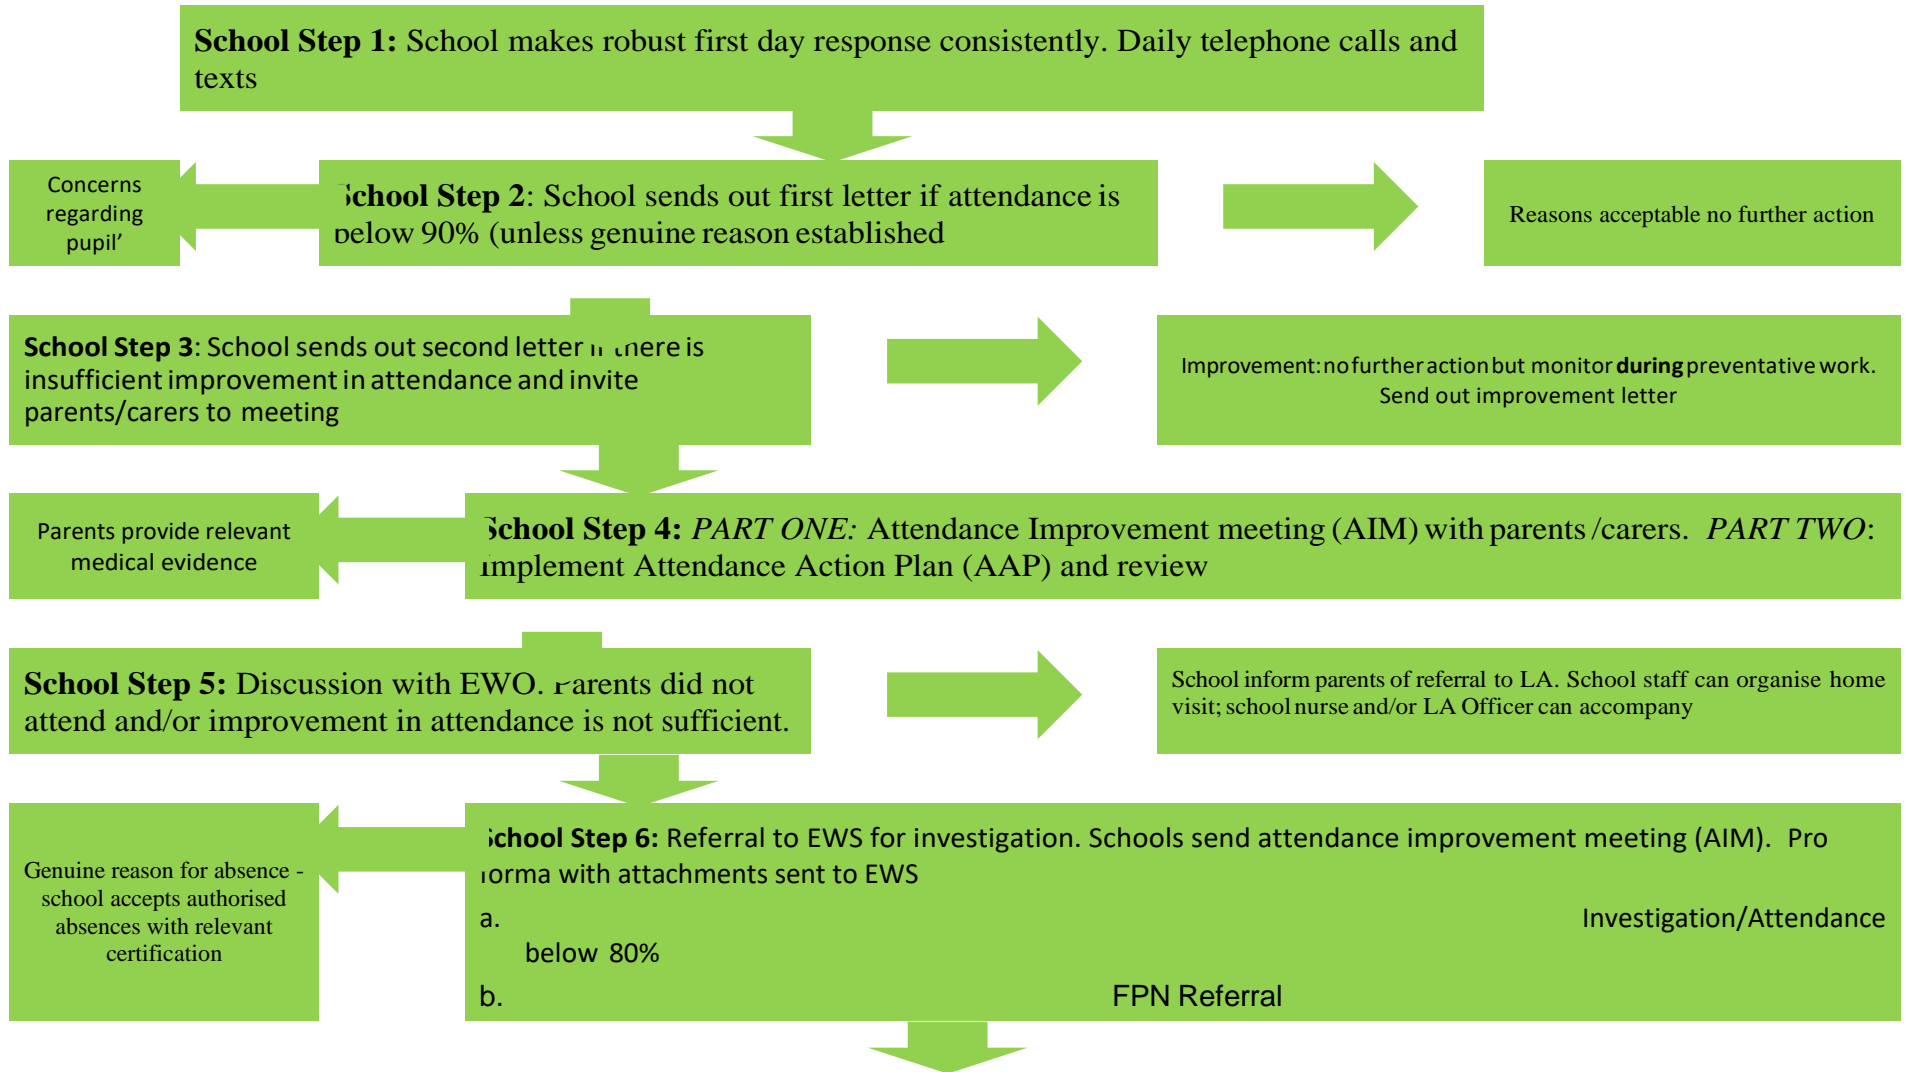 School Step 1: School makes robust first day response consistently. Daily telephone calls and
texts
Concerns
regarding
pupil’
School Step 2: School sends out first letter if attendance is
below 90% (unless genuine reason established
Reasons acceptable no further action
School Step 3: School sends out second letter if there is
insufficient improvement in attendance and invite
parents/carers to meeting
Improvement: no further action but monitor during preventative work.
Send out improvement letter
Parents provide relevant
medical evidence
School Step 4: PART ONE: Attendance Improvement meeting (AIM) with parents /carers. PART TWO:
Implement Attendance Action Plan (AAP) and review
School Step 5: Discussion with EWO. Parents did not
attend and/or improvement in attendance is not sufficient.
School inform parents of referral to LA. School staff can organise home
visit; school nurse and/or LA Officer can accompany
Genuine reason for absence -
school accepts authorised
absences with relevant
certification
School Step 6: Referral to EWS for investigation. Schools send attendance improvement meeting (AIM). Pro
forma with attachments sent to EWS
a. Investigation/Attendance
below 80%
b. FPN Referral